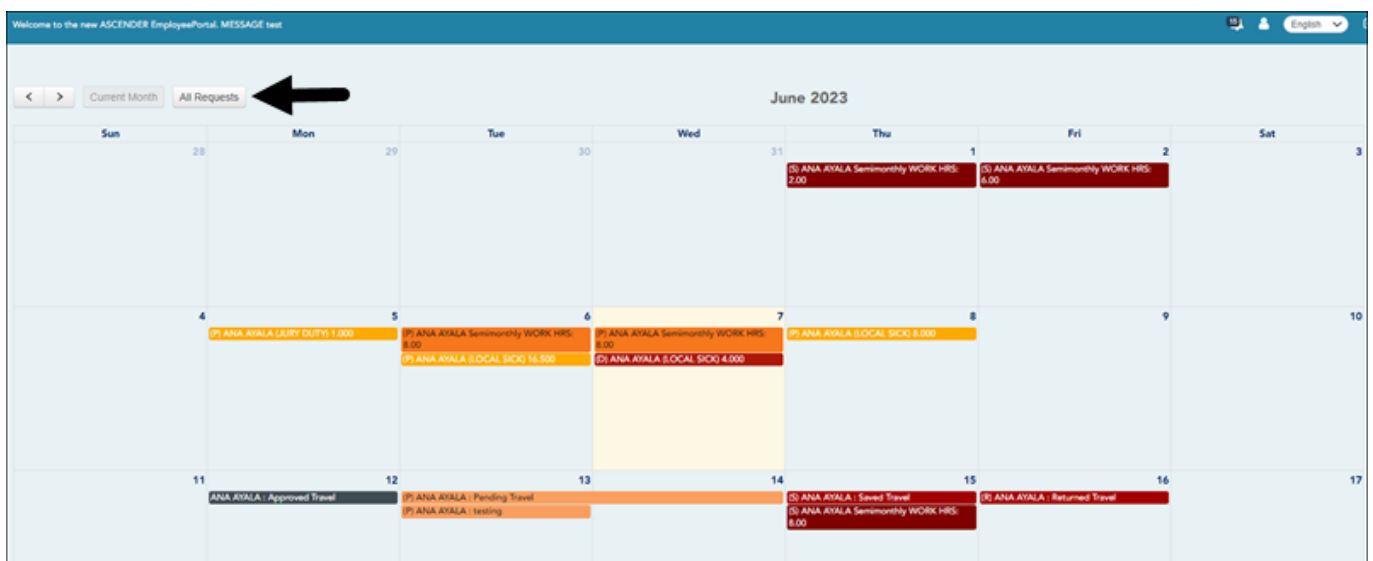 Welcome to the new ASCENDER EmployeePortal. MESSAGE test
15
English
< > Current Month All Requests
June 2023
Sun Mon Tue Wed Thu Fri Sat
28 29 30 31 1 2 3
(S) ANA AYALA Semimonthly WORK HRS: 2.00
(S) ANA AYALA Semimonthly WORK HRS: 6.00
4 5 6 7 8 9 10
(P) ANA AYALA (JURY DUTY) 1.000
(P) ANA AYALA Semimonthly WORK HRS: 8.00
(P) ANA AYALA (LOCAL SICK) 16.500
(P) ANA AYALA Semimonthly WORK HRS: 8.00
(D) ANA AYALA (LOCAL SICK) 4.000
(P) ANA AYALA (LOCAL SICK) 8.000
11 12 13 14 15 16 17
ANA AYALA : Approved Travel
(P) ANA AYALA : Pending Travel
(P) ANA AYALA : testing
(S) ANA AYALA : Saved Travel
(S) ANA AYALA Semimonthly WORK HRS: 8.00
(R) ANA AYALA : Returned Travel